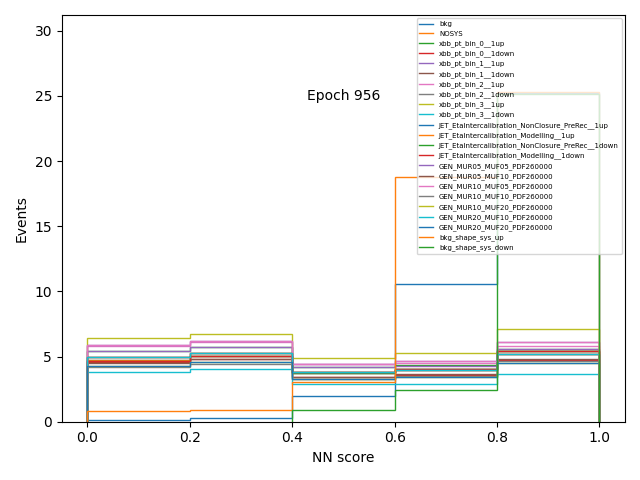 bkg
NOSYS
xbb_pt_bin_0__1up
xbb_pt_bin_0__1down
xbb_pt_bin_1__1up
xbb_pt_bin_1__1down
xbb_pt_bin_2__1up
xbb_pt_bin_2__1down
xbb_pt_bin_3__1up
xbb_pt_bin_3__1down
JET_EtaIntercalibration_NonClosure_PreRec__1up
JET_EtaIntercalibration_Modelling__1up
JET_EtaIntercalibration_NonClosure_PreRec__1down
JET_EtaIntercalibration_Modelling__1down
GEN_MUR05_MUF05_PDF260000
GEN_MUR05_MUF10_PDF260000
GEN_MUR10_MUF05_PDF260000
GEN_MUR10_MUF10_PDF260000
GEN_MUR10_MUF20_PDF260000
GEN_MUR20_MUF10_PDF260000
GEN_MUR20_MUF20_PDF260000
bkg_shape_sys_up
bkg_shape_sys_down
Epoch 956
30
25
20
15
10
5
0
Events
0.0 0.2 0.4 0.6 0.8 1.0
NN score